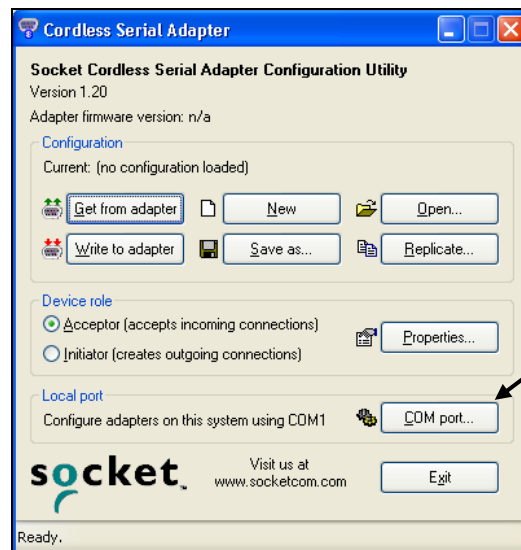 Cordless Serial Adapter
Socket Cordless Serial Adapter Configuration Utility
Version 1.20
Adapter firmware version: n/a
Configuration
Current: (no configuration loaded)
Get from adapter New Open...
Write to adapter Save as... Replicate...
Device role
Acceptor (accepts incoming connections)
Initiator (creates outgoing connections)
Properties...
Local port
Configure adapters on this system using COM1 COM port...
socket
Visit us at
www.socketcom.com
Exit
Ready.